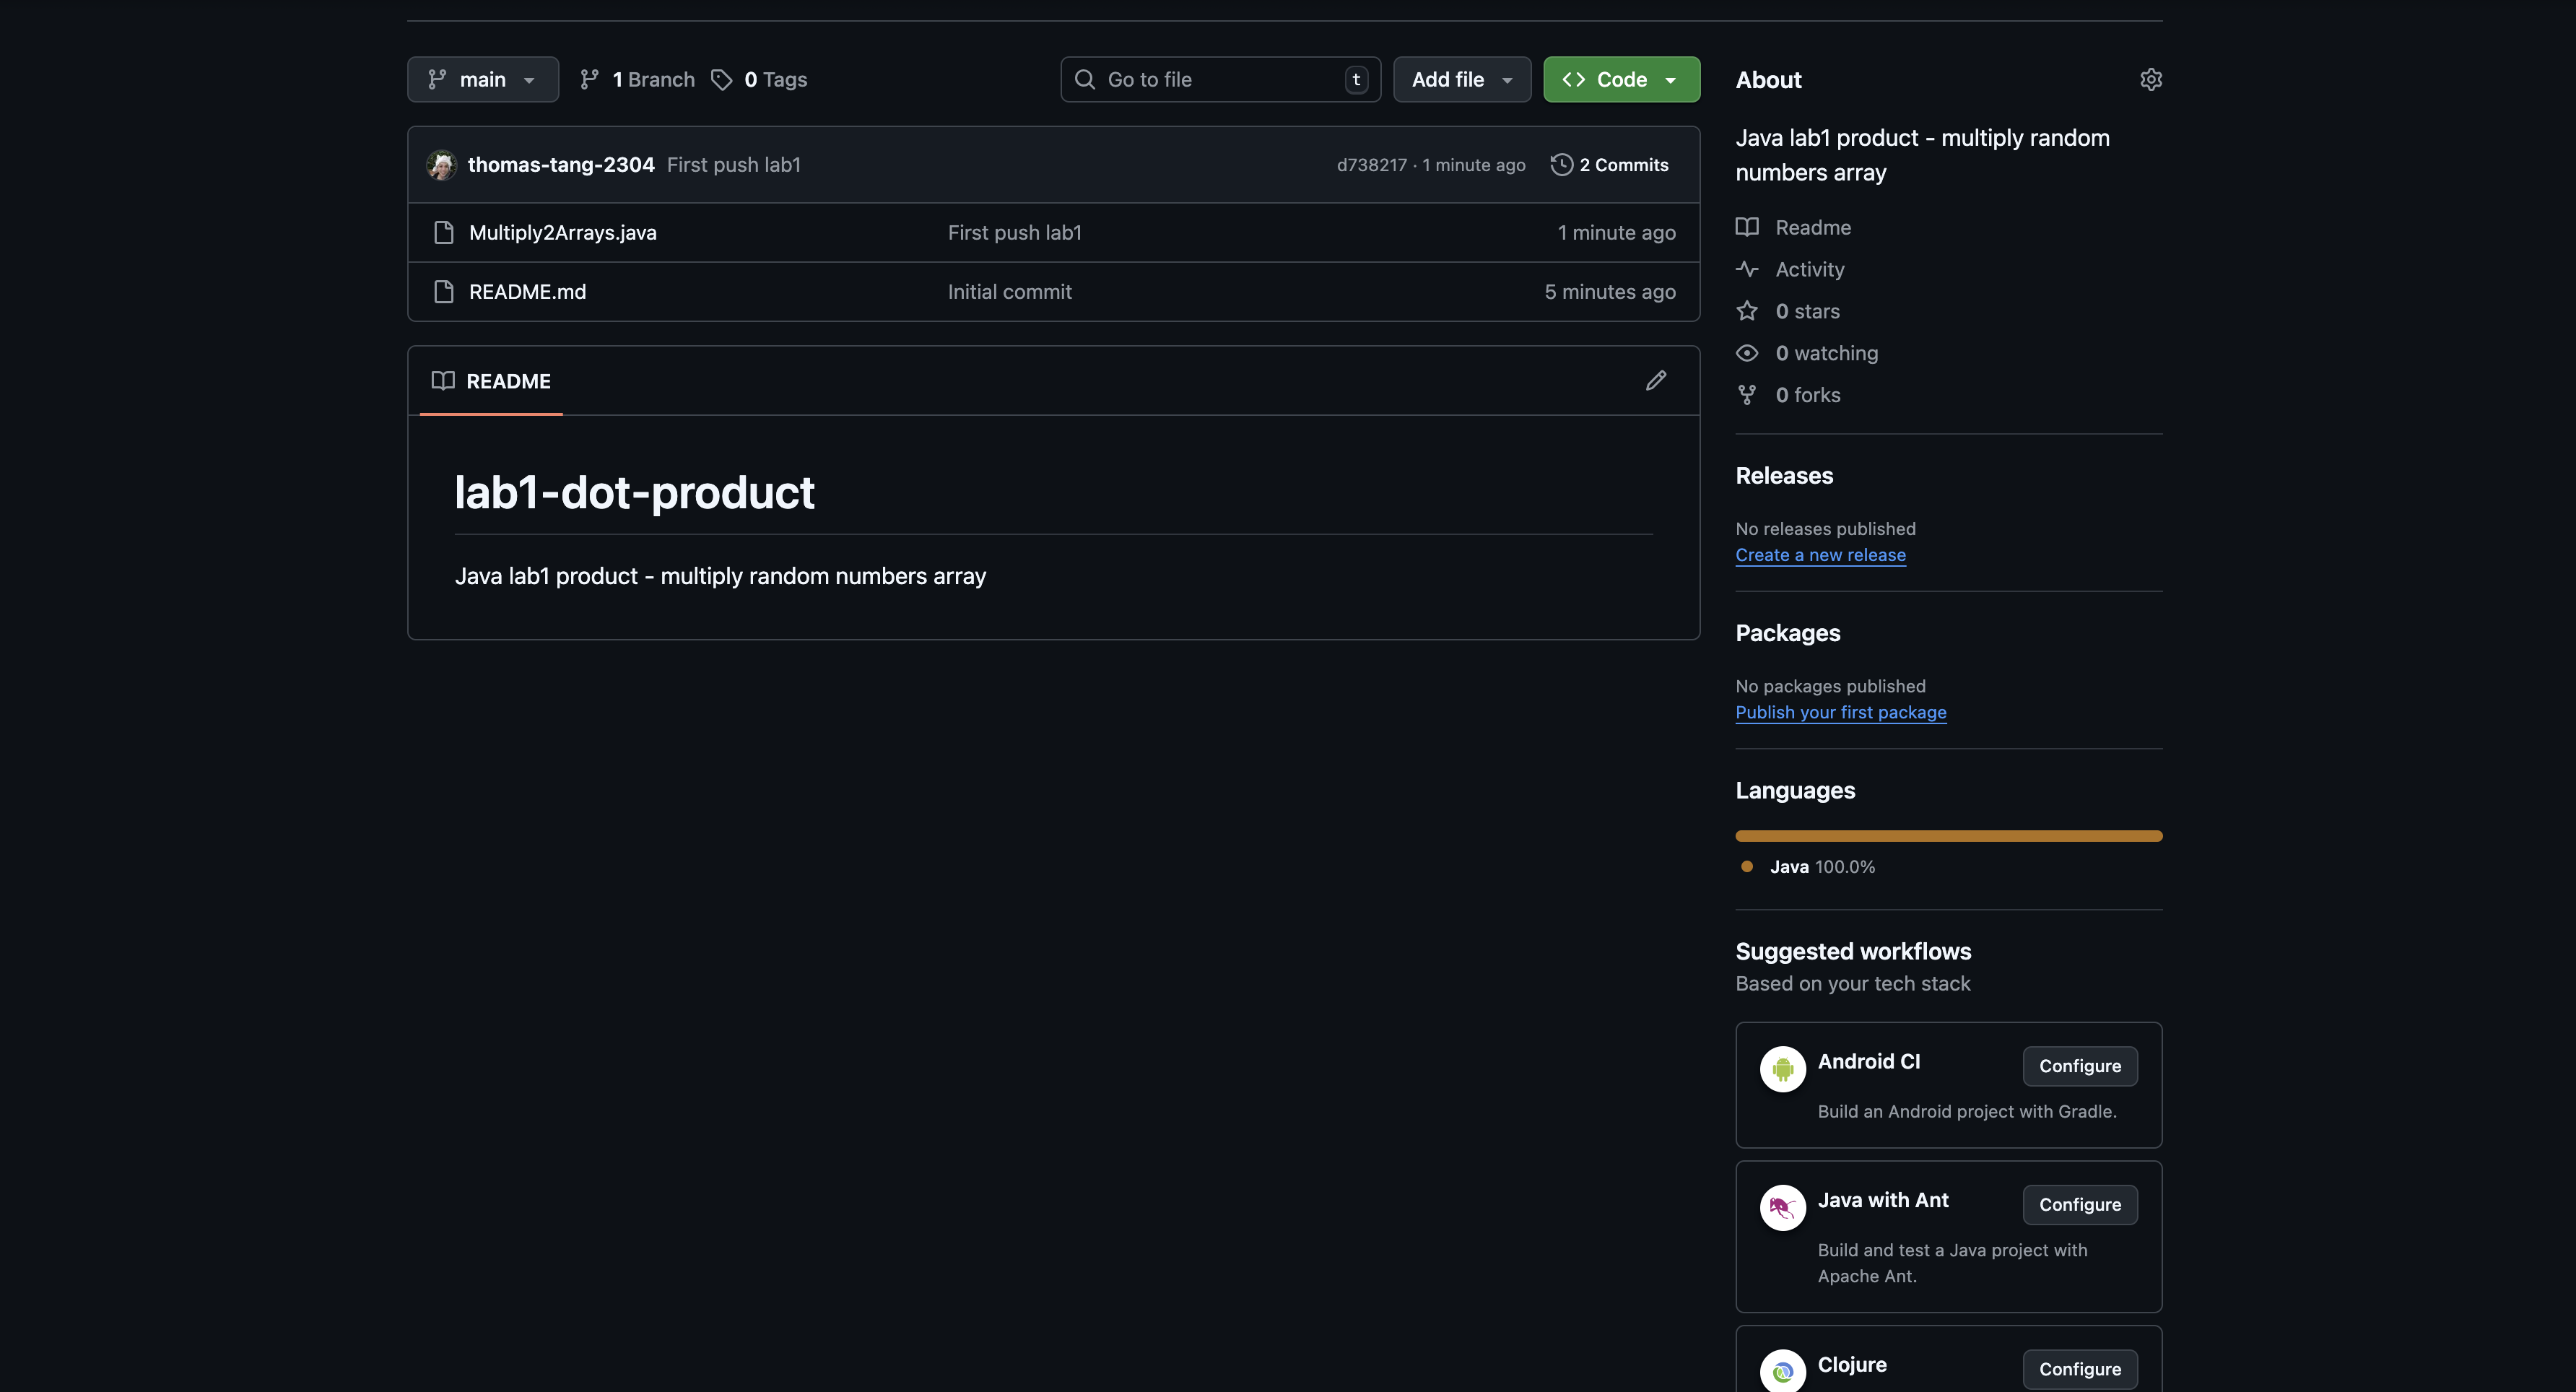 main
1 Branch
0 Tags
Go to file
t
Add file
Code
thomas-tang-2304 First push lab1
d738217 · 1 minute ago
2 Commits
Multiply2Arrays.java First push lab1 1 minute ago
README.md Initial commit 5 minutes ago
README
lab1-dot-product
Java lab1 product - multiply random numbers array
About
Java lab1 product - multiply random
numbers array
Readme
Activity
0 stars
0 watching
0 forks
Releases
No releases published
Create a new release
Packages
No packages published
Publish your first package
Languages
Java 100.0%
Suggested workflows
Based on your tech stack
Android CI
Configure
Build an Android project with Gradle.
Java with Ant
Configure
Build and test a Java project with
Apache Ant.
Clojure
Configure